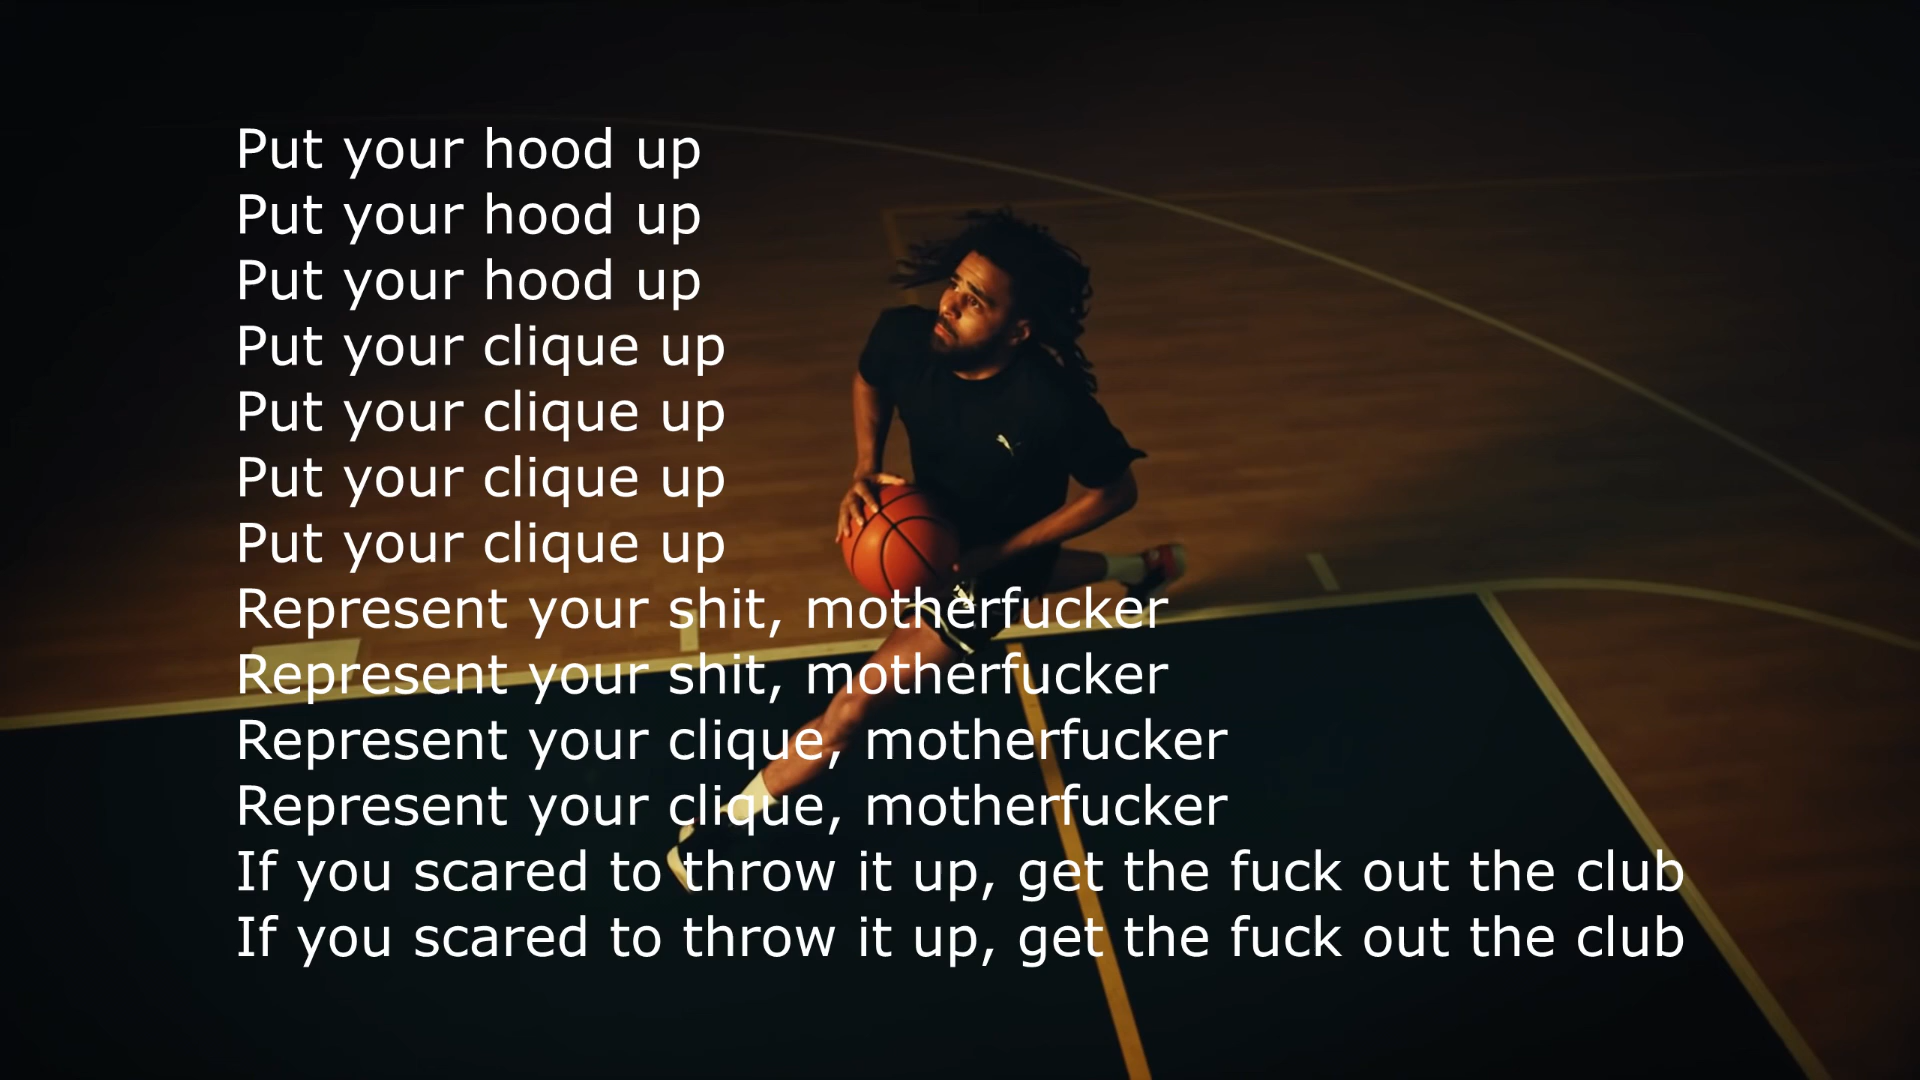 Put your hood up
Put your hood up
Put your hood up
Put your clique up
Put your clique up
Put your clique up
Put your clique up
Represent your shit, motherfucker
Represent your shit, motherfucker
Represent your clique, motherfucker
Represent your clique, motherfucker
If you scared to throw it up, get the fuck out the club
If you scared to throw it up, get the fuck out the club